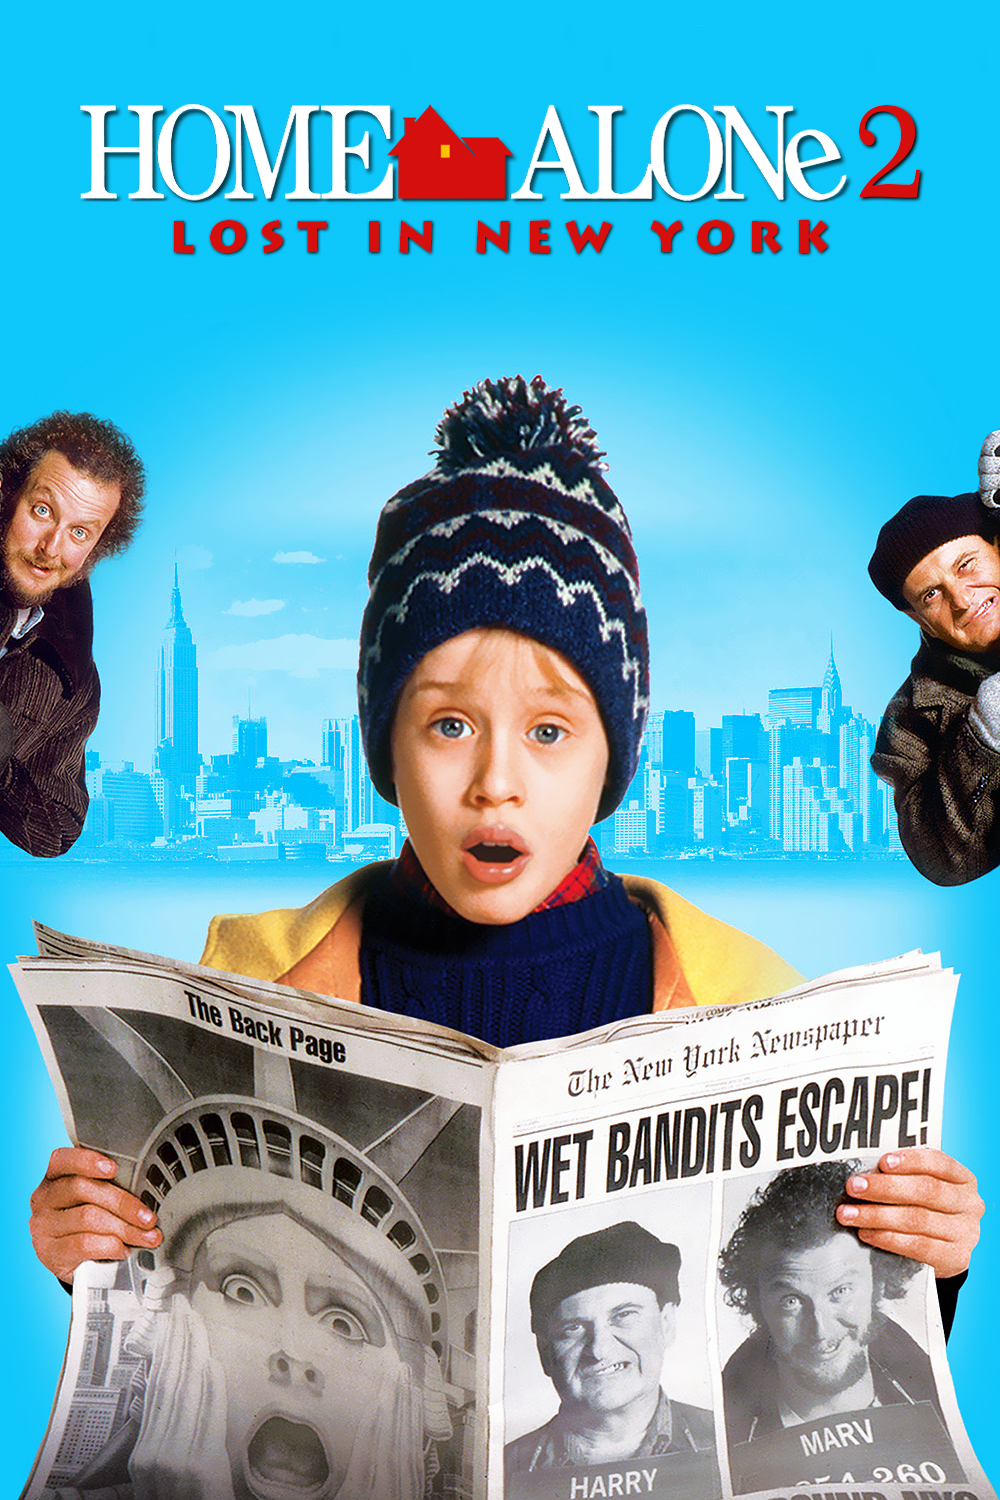 HOME ALONe 2
LOST IN NEW YORK
The Back Page
The New York Newspaper
WET BANDITS ESCAPE!
HARRY
MARV